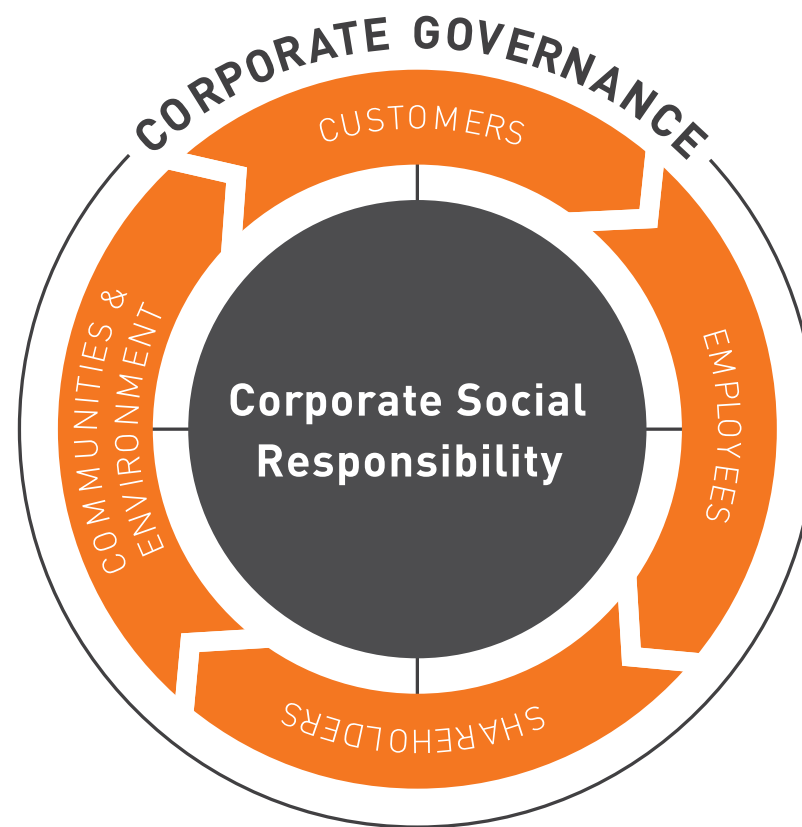 CORPORATE GOVERNANCE
CUSTOMERS
EMPLOYEES
SHAREHOLDERS
COMMUNITIES &
ENVIRONMENT
Corporate Social
Responsibility